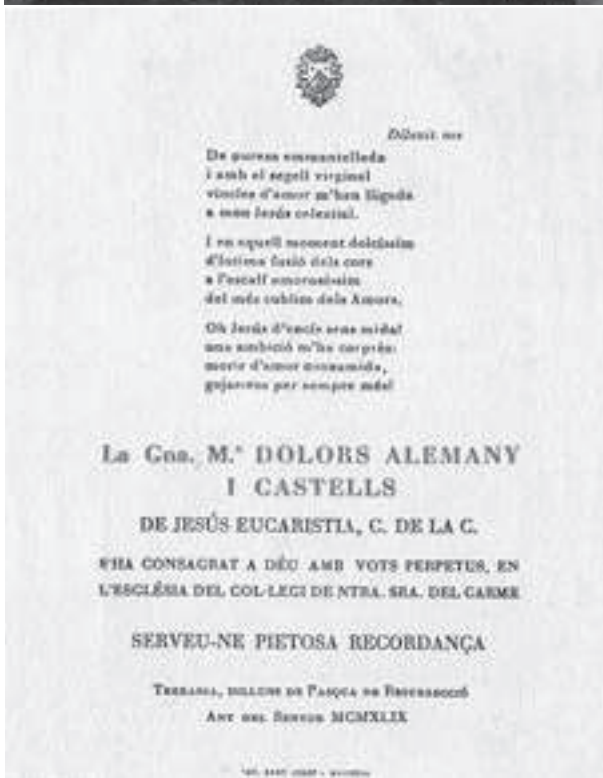 Dilexit me
De puresa emmantellada
i amb el segell virginal
vincles d'amor m'han lligada
a mon Jesús celestial.
I en aquell moment dolcíssim
d'íntima fusió dels cors
a l'escalf amorosíssim
del més sublim dels Amors,
Oh Jesús d'encís sens mida!
una ambició m'ha corprès:
morir d'amor consumida,
gojar-vos per sempre més!
La Gna. M.ª DOLORS ALEMANY
I CASTELLS
DE JESÚS EUCARISTIA, C. DE LA C.
S'HA CONSAGRAT A DÉU AMB VOTS PERPETUS, EN
L'ESGLÉSIA DEL COL·LEGI DE NTRA. SRA. DEL CARME
SERVEU-NE PIETOSA RECORDANÇA
TERRASSA, DILLUNS DE PASQUA DE RESURRECCIÓ
ANY DEL SENYOR MCMXLIX